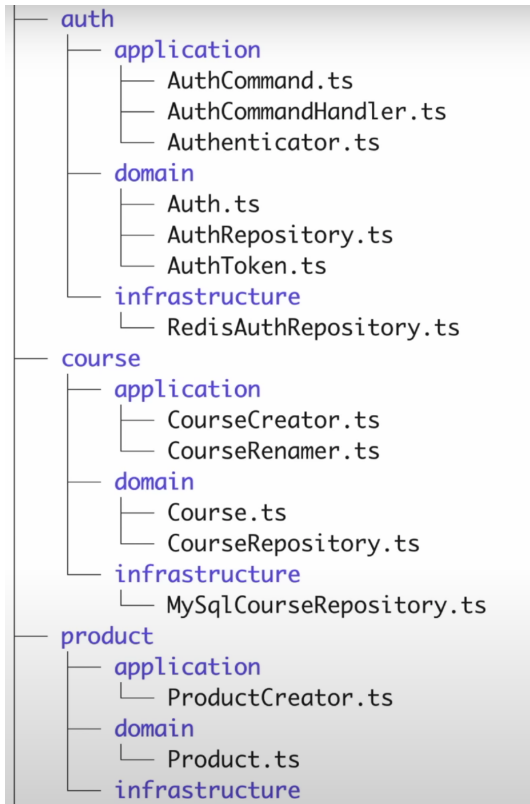 auth
application
AuthCommand.ts
AuthCommandHandler.ts
Authenticator.ts
domain
Auth.ts
AuthRepository.ts
AuthToken.ts
infrastructure
RedisAuthRepository.ts
course
application
CourseCreator.ts
CourseRenamer.ts
domain
Course.ts
CourseRepository.ts
infrastructure
MySqlCourseRepository.ts
product
application
ProductCreator.ts
domain
Product.ts
infrastructure